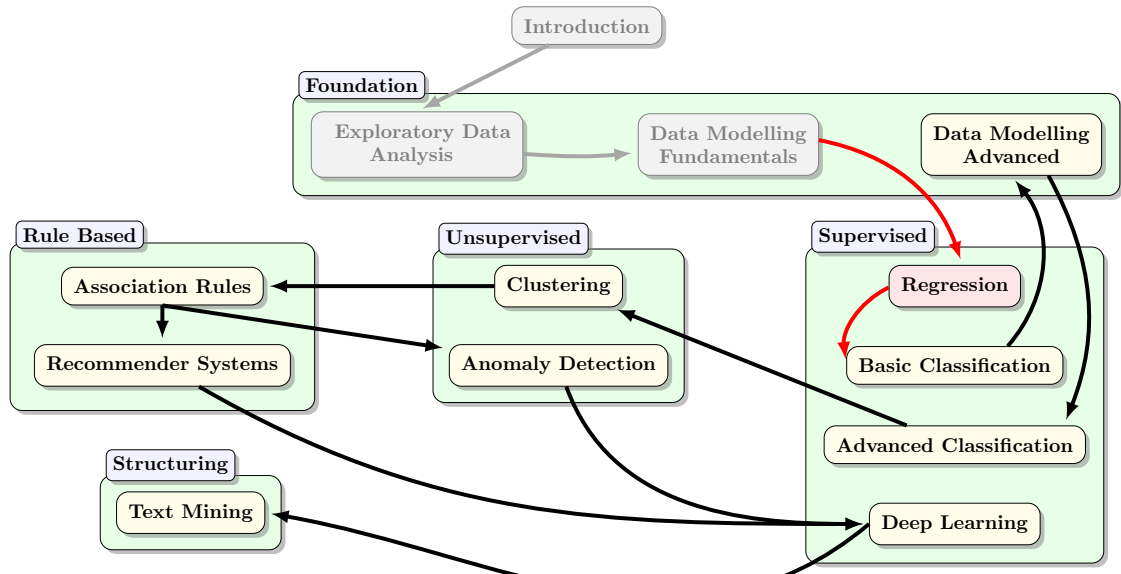 Introduction
Foundation
Exploratory Data
Analysis
Data Modelling
Fundamentals
Data Modelling
Advanced
Rule Based
Association Rules
Recommender Systems
Unsupervised
Clustering
Anomaly Detection
Supervised
Regression
Basic Classification
Advanced Classification
Deep Learning
Structuring
Text Mining